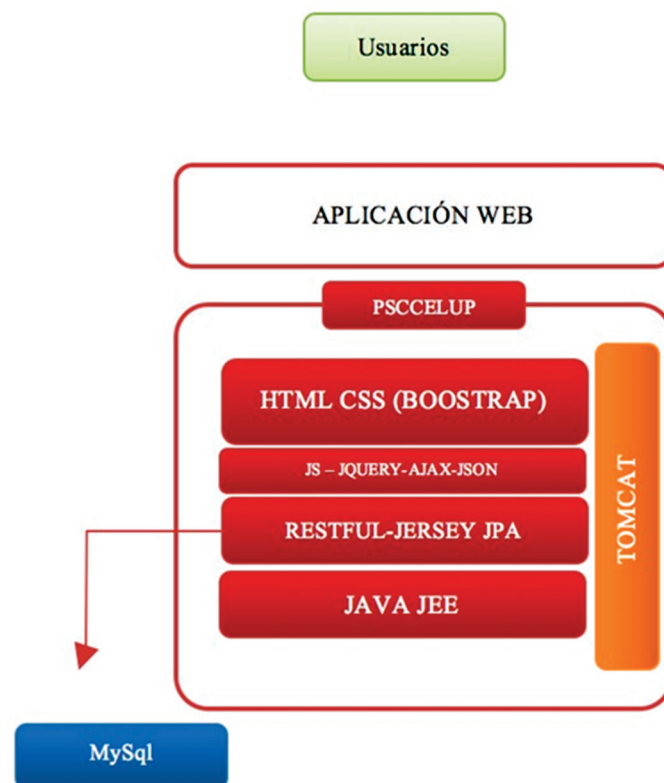 Usuarios
APLICACIÓN WEB
PSCCELUP
HTML CSS (BOOSTRAP)
JS – JQUERY-AJAX-JSON
RESTFUL-JERSEY JPA
JAVA JEE
TOMCAT
MySql